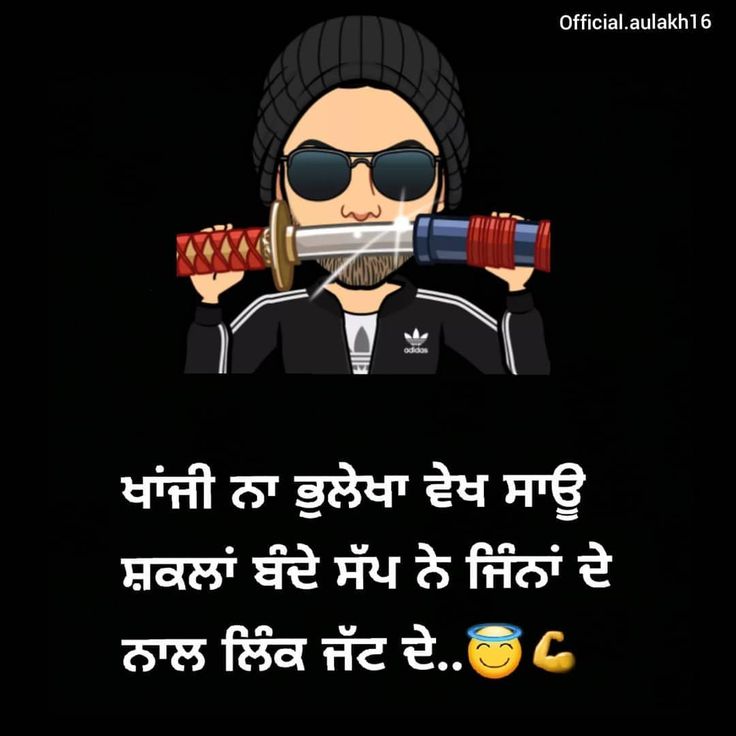 Official.aulakh16
adidas
ਖਾਂਜੀ ਨਾ ਭੁਲੇਖਾ ਵੇਖ ਸਾਊ
ਸ਼ਕਲਾਂ ਬੰਦੇ ਸੱਪ ਨੇ ਜਿੰਨਾਂ ਦੇ
ਨਾਲ ਲਿੰਕ ਜੱਟ ਦੇ..😇💪